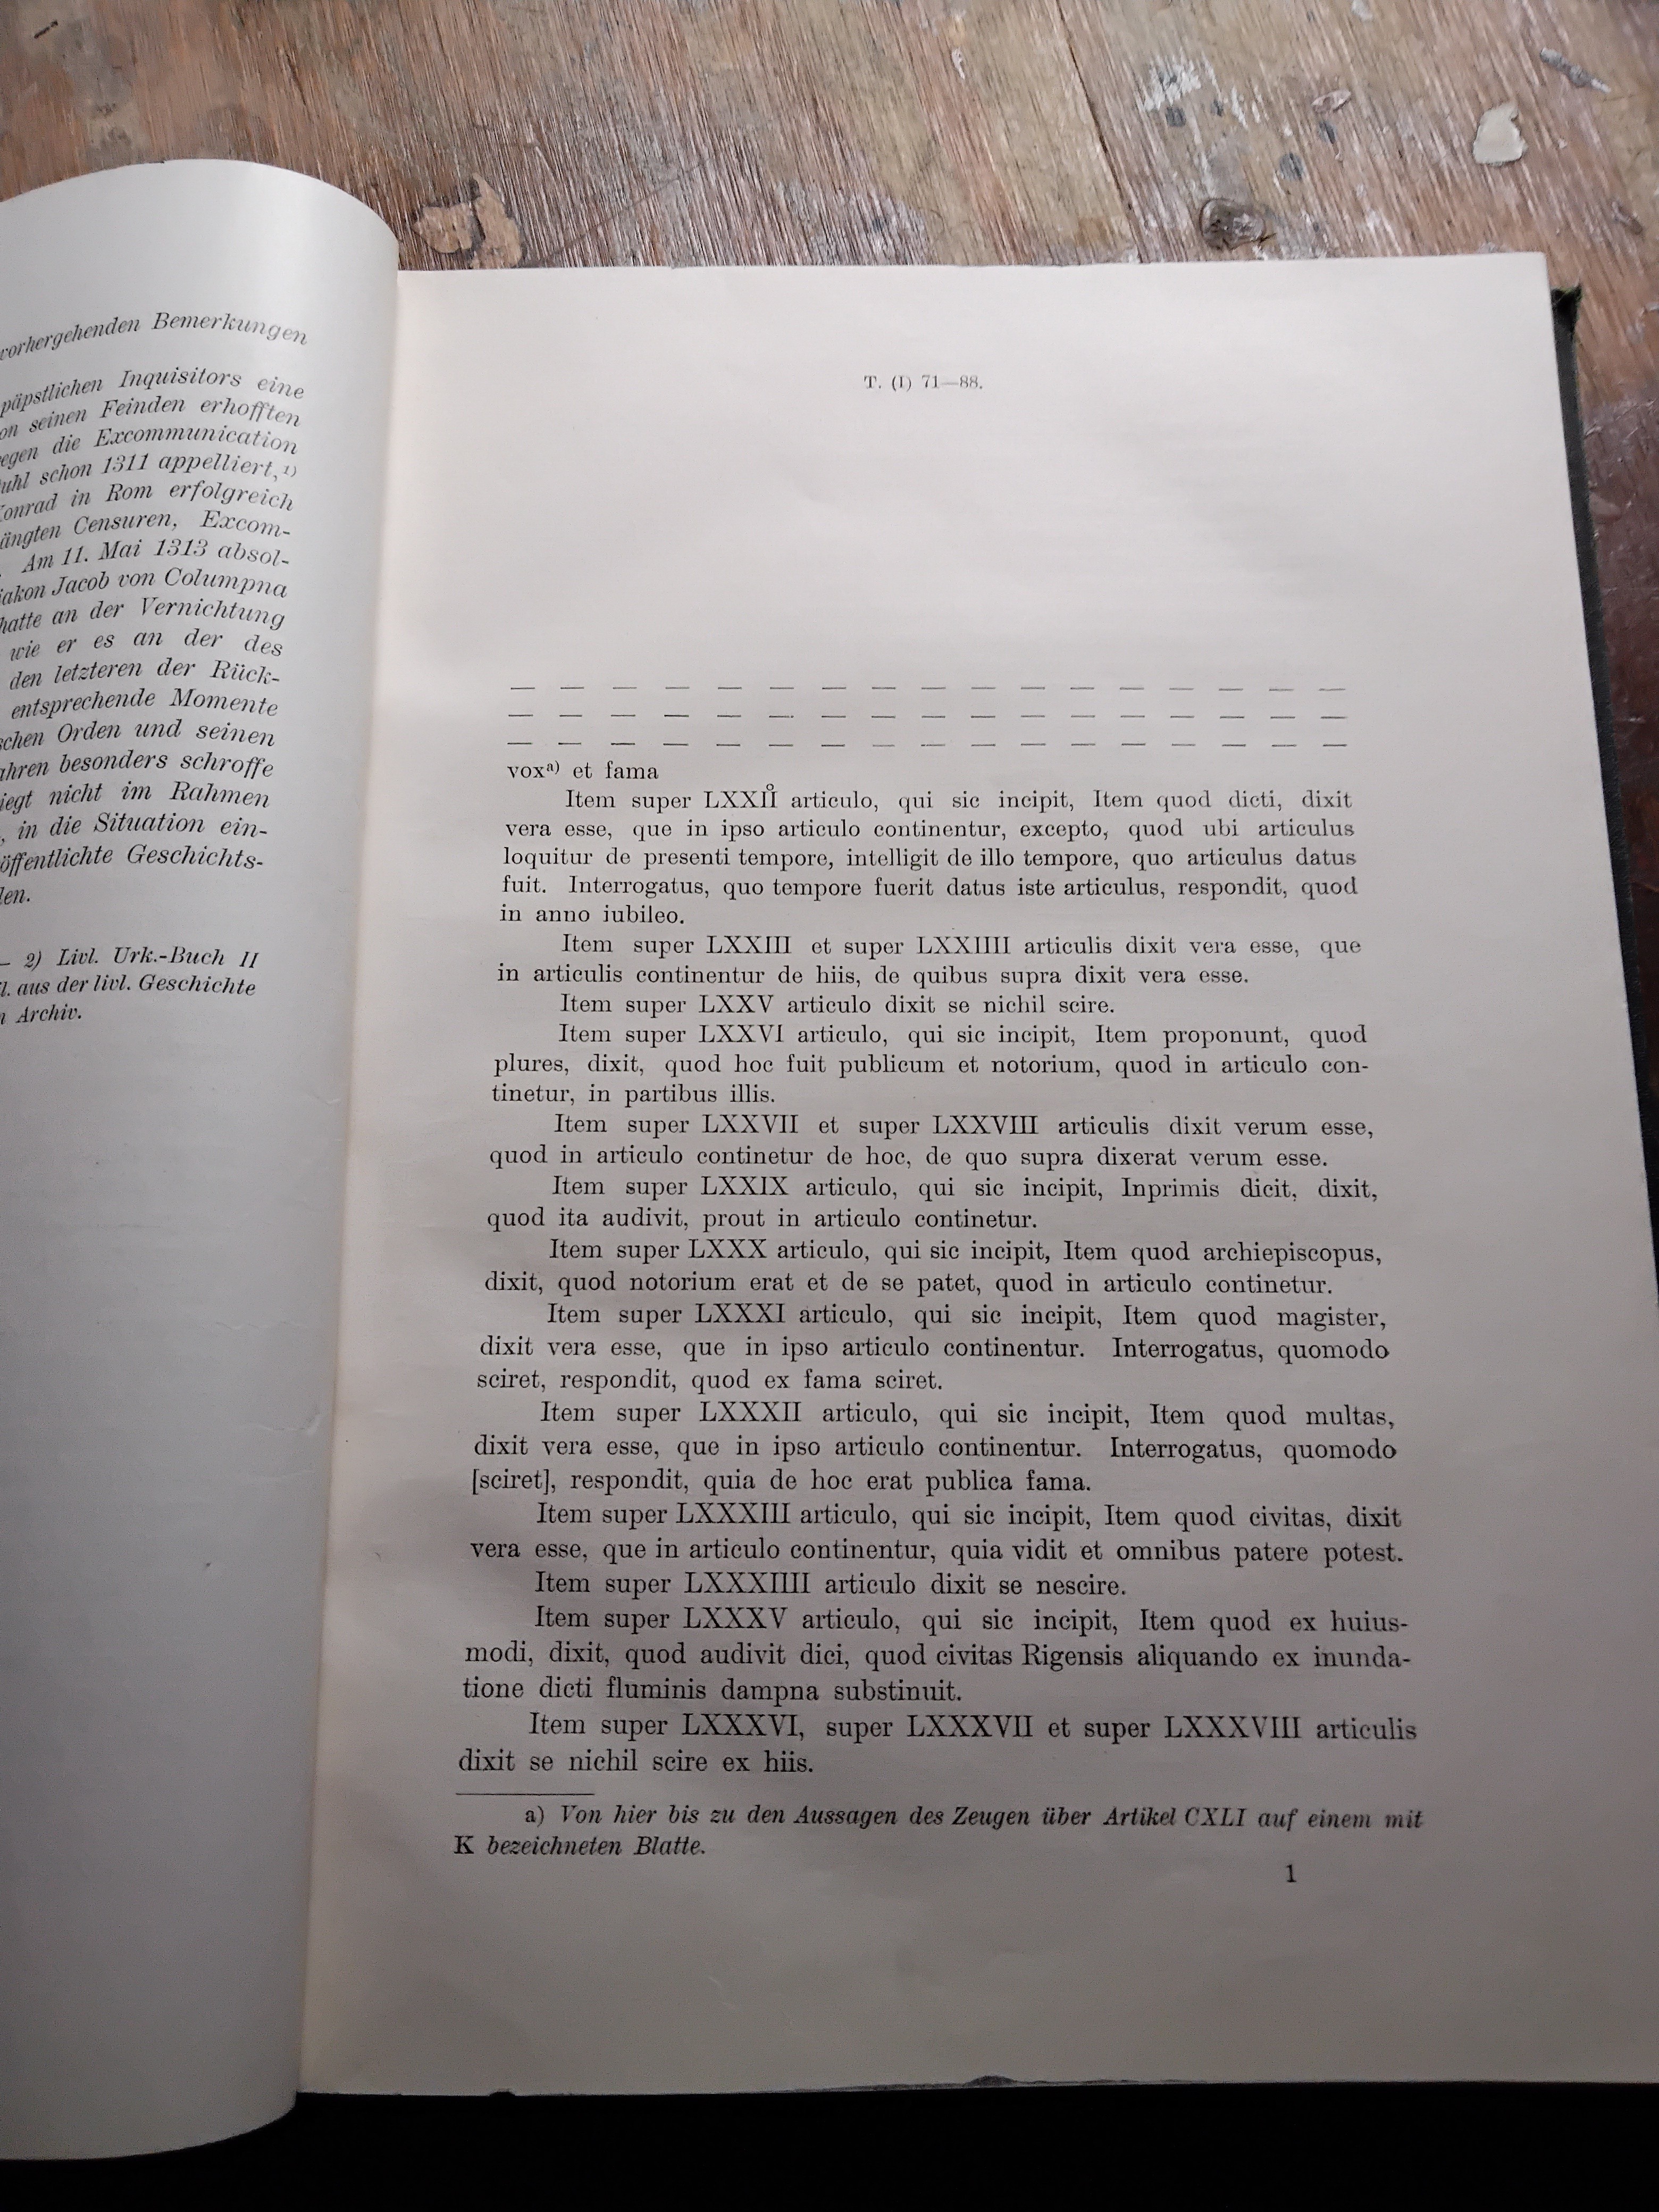 vorhergehenden Bemerkungen
päpstlichen Inquisitors eine
seinen Feinden erhofften
die Excommunication
schon 1311 appelliert,¹)
Konrad in Rom erfolgreich
Censuren, Excom-
Am 11. Mai 1313 absol-
Jacob von Columpna
hatte an der Vernichtung
wie er es an der des
den letzteren der Rück-
entsprechende Momente
Orden und seinen
besonders schroffe
nicht im Rahmen
in die Situation ein-
Geschichts-
— 2) Livl. Urk.-Buch II
aus der livl. Geschichte
Archiv.
T. (I) 71—88.
— — — — — — — — — — — — — — — — —
— — — — — — — — — — — — — — — — —
— — — — — — — — — — — — — — — — —
voxᵃ⁾ et fama
Item super LXXII̊ articulo, qui sic incipit, Item quod dicti, dixit
vera esse, que in ipso articulo continentur, excepto, quod ubi articulus
loquitur de presenti tempore, intelligit de illo tempore, quo articulus datus
fuit. Interrogatus, quo tempore fuerit datus iste articulus, respondit, quod
in anno iubileo.
Item super LXXIII et super LXXIIII articulis dixit vera esse, que
in articulis continentur de hiis, de quibus supra dixit vera esse.
Item super LXXV articulo dixit se nichil scire.
Item super LXXVI articulo, qui sic incipit, Item proponunt, quod
plures, dixit, quod hoc fuit publicum et notorium, quod in articulo con-
tinetur, in partibus illis.
Item super LXXVII et super LXXVIII articulis dixit verum esse,
quod in articulo continetur de hoc, de quo supra dixerat verum esse.
Item super LXXIX articulo, qui sic incipit, Inprimis dicit, dixit,
quod ita audivit, prout in articulo continetur.
Item super LXXX articulo, qui sic incipit, Item quod archiepiscopus,
dixit, quod notorium erat et de se patet, quod in articulo continetur.
Item super LXXXI articulo, qui sic incipit, Item quod magister,
dixit vera esse, que in ipso articulo continentur. Interrogatus, quomodo
sciret, respondit, quod ex fama sciret.
Item super LXXXII articulo, qui sic incipit, Item quod multas,
dixit vera esse, que in ipso articulo continentur. Interrogatus, quomodo
[sciret], respondit, quia de hoc erat publica fama.
Item super LXXXIII articulo, qui sic incipit, Item quod civitas, dixit
vera esse, que in articulo continentur, quia vidit et omnibus patere potest.
Item super LXXXIIII articulo dixit se nescire.
Item super LXXXV articulo, qui sic incipit, Item quod ex huius-
modi, dixit, quod audivit dici, quod civitas Rigensis aliquando ex inunda-
tione dicti fluminis dampna substinuit.
Item super LXXXVI, super LXXXVII et super LXXXVIII articulis
dixit se nichil scire ex hiis.
a) Von hier bis zu den Aussagen des Zeugen über Artikel CXLI auf einem mit
K bezeichneten Blatte.
1